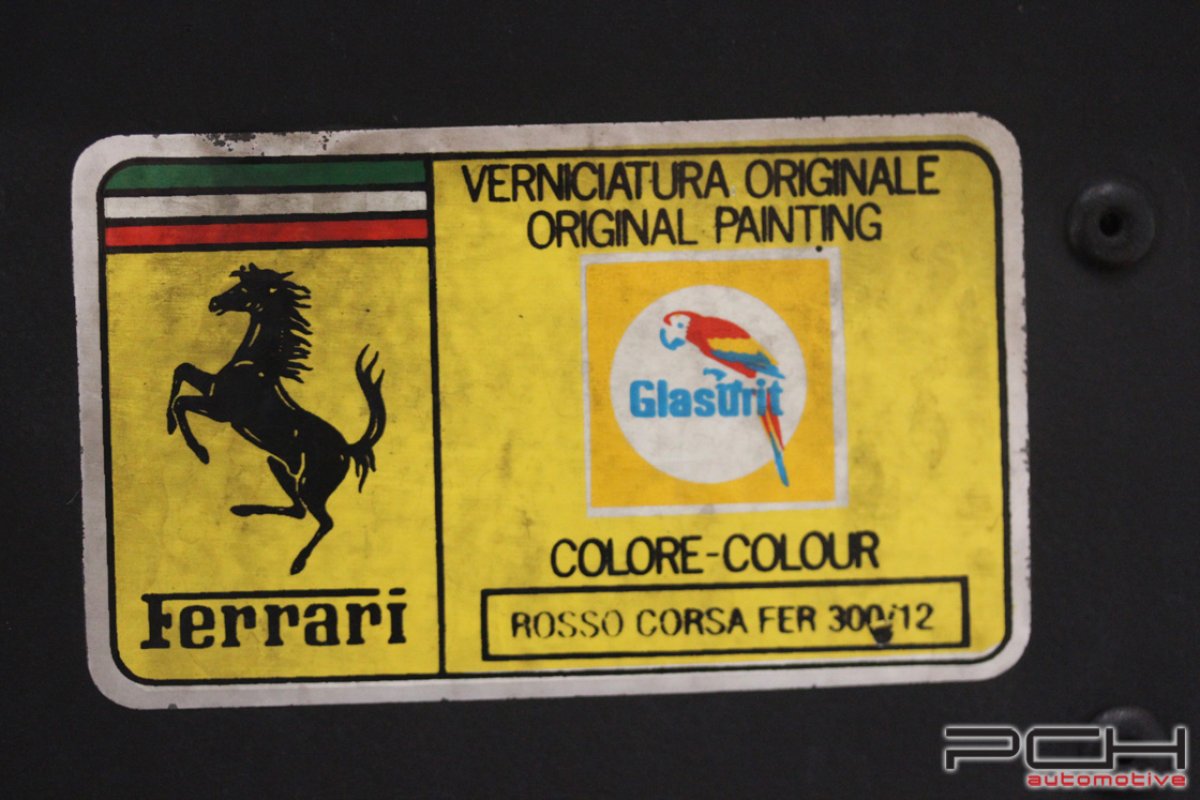 VERNICIATURA ORIGINALE
ORIGINAL PAINTING
Glasurit
COLORE-COLOUR
ROSSO CORSA FER 300/12
Ferrari
PCH
automotive